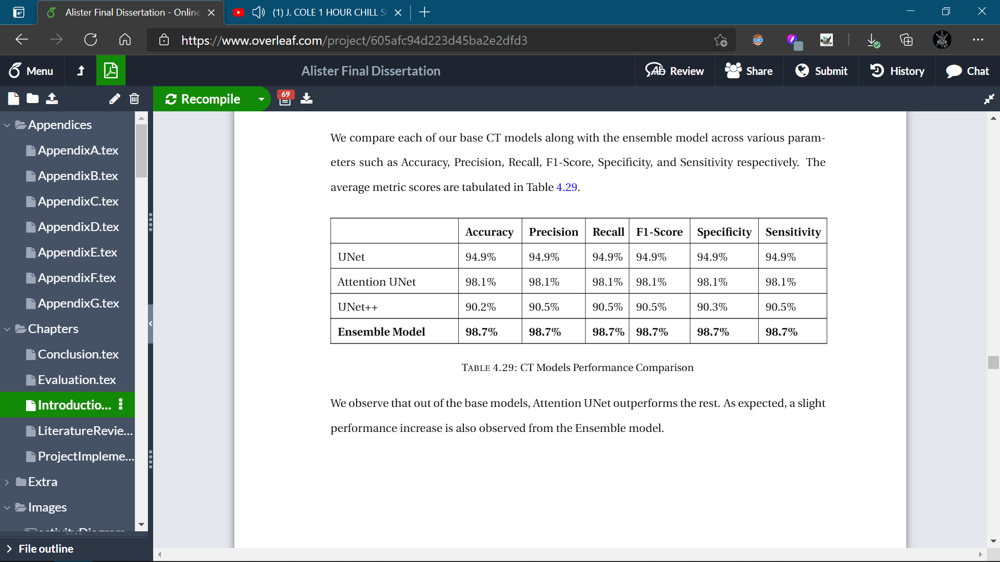 Alister Final Dissertation - Online
(1) J. COLE 1 HOUR CHILL S
https://www.overleaf.com/project/605afc94d223d45ba2e2dfd3
Menu
Alister Final Dissertation
Review
Share
Submit
History
Chat
Recompile
69
Appendices
AppendixA.tex
AppendixB.tex
AppendixC.tex
AppendixD.tex
AppendixE.tex
AppendixF.tex
AppendixG.tex
Chapters
Conclusion.tex
Evaluation.tex
Introductio...
LiteratureRevie...
ProjectImpleme...
Extra
Images
File outline
We compare each of our base CT models along with the ensemble model across various param-
eters such as Accuracy, Precision, Recall, F1-Score, Specificity, and Sensitivity respectively. The
average metric scores are tabulated in Table 4.29.
Accuracy Precision Recall F1-Score Specificity Sensitivity
UNet 94.9% 94.9% 94.9% 94.9% 94.9% 94.9%
Attention UNet 98.1% 98.1% 98.1% 98.1% 98.1% 98.1%
UNet++ 90.2% 90.5% 90.5% 90.5% 90.3% 90.5%
Ensemble Model 98.7% 98.7% 98.7% 98.7% 98.7% 98.7%
TABLE 4.29: CT Models Performance Comparison
We observe that out of the base models, Attention UNet outperforms the rest. As expected, a slight
performance increase is also observed from the Ensemble model.